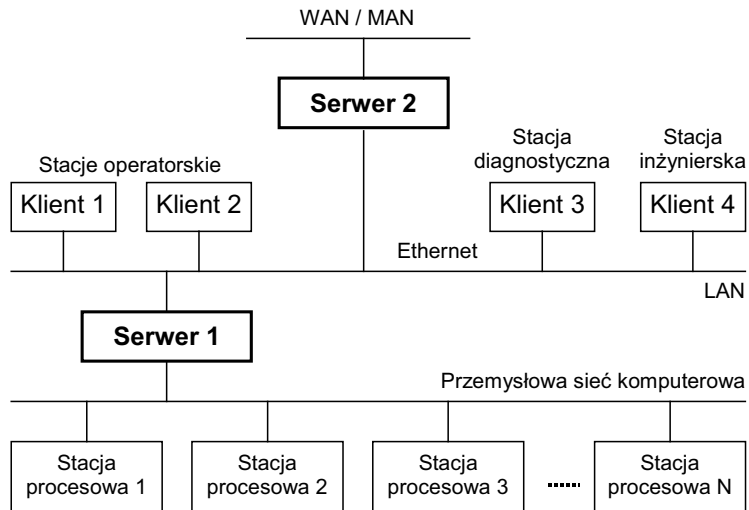 WAN / MAN
Serwer 2
Stacje operatorskie
Stacja
diagnostyczna
Stacja
inżynierska
Klient 1
Klient 2
Klient 3
Klient 4
Ethernet
LAN
Serwer 1
Przemysłowa sieć komputerowa
Stacja
procesowa 1
Stacja
procesowa 2
Stacja
procesowa 3
Stacja
procesowa N